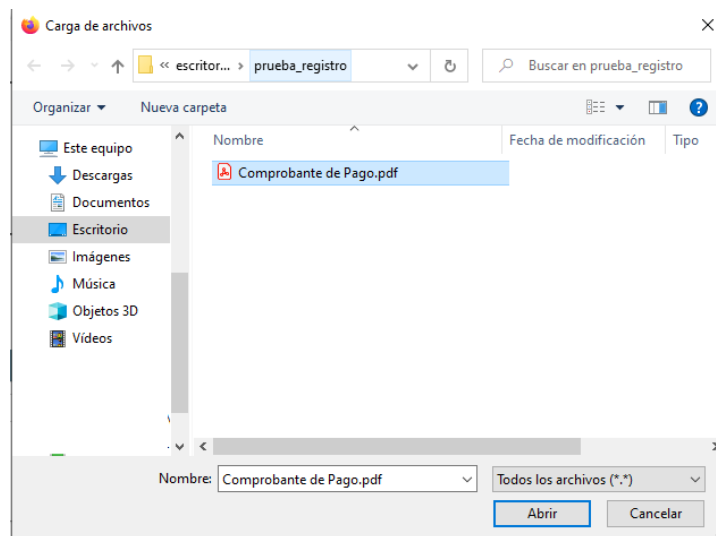 Carga de archivos
« escritor... › prueba_registro
Buscar en prueba_registro
Organizar
Nueva carpeta
Este equipo
Descargas
Documentos
Escritorio
Imágenes
Música
Objetos 3D
Vídeos
Nombre
Fecha de modificación
Tipo
Comprobante de Pago.pdf
Nombre: Comprobante de Pago.pdf
Todos los archivos (*.*)
Abrir
Cancelar